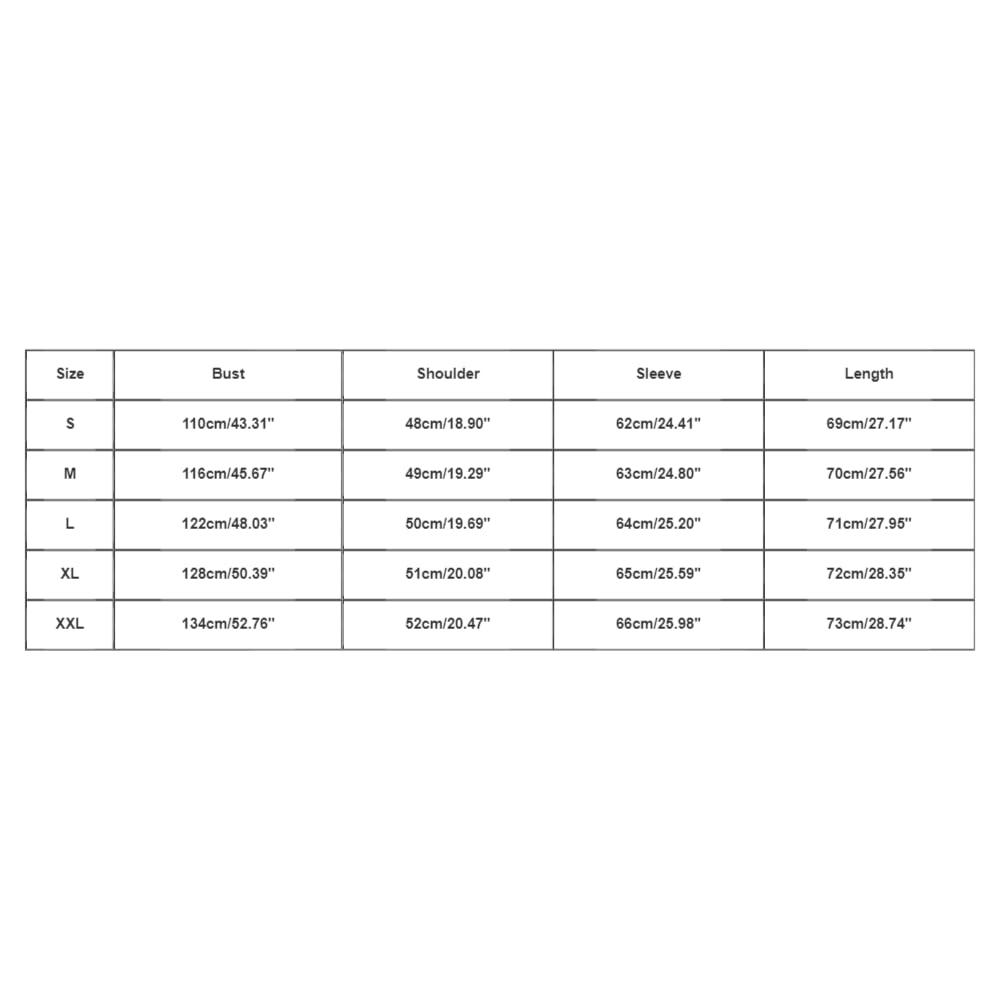 Size Bust Shoulder Sleeve Length
S 110cm/43.31" 48cm/18.90" 62cm/24.41" 69cm/27.17"
M 116cm/45.67" 49cm/19.29" 63cm/24.80" 70cm/27.56"
L 122cm/48.03" 50cm/19.69" 64cm/25.20" 71cm/27.95"
XL 128cm/50.39" 51cm/20.08" 65cm/25.59" 72cm/28.35"
XXL 134cm/52.76" 52cm/20.47" 66cm/25.98" 73cm/28.74"